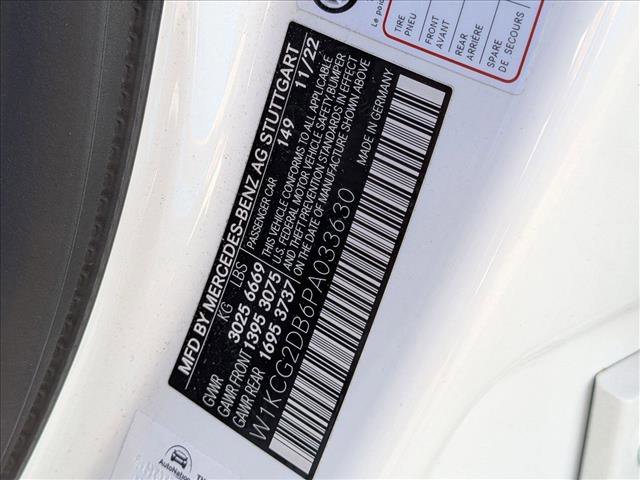 Le poid
TIRE
PNEU
FRONT
AVANT
REAR
ARRIÈRE
SPARE
DE SECOURS
MFD BY MERCEDES-BENZ AG STUTTGART
PASSENGER CAR 149 11/22
KG LBS
GVWR 3025 6669
GAWR FRONT 1395 3075
GAWR REAR 1695 3737
THIS VEHICLE CONFORMS TO ALL APPLICABLE
U.S. FEDERAL MOTOR VEHICLE SAFETY, BUMPER
AND THEFT PREVENTION STANDARDS IN EFFECT
ON THE DATE OF MANUFACTURE SHOWN ABOVE
W1KCG2DB6PA033630
MADE IN GERMANY
AutoNation